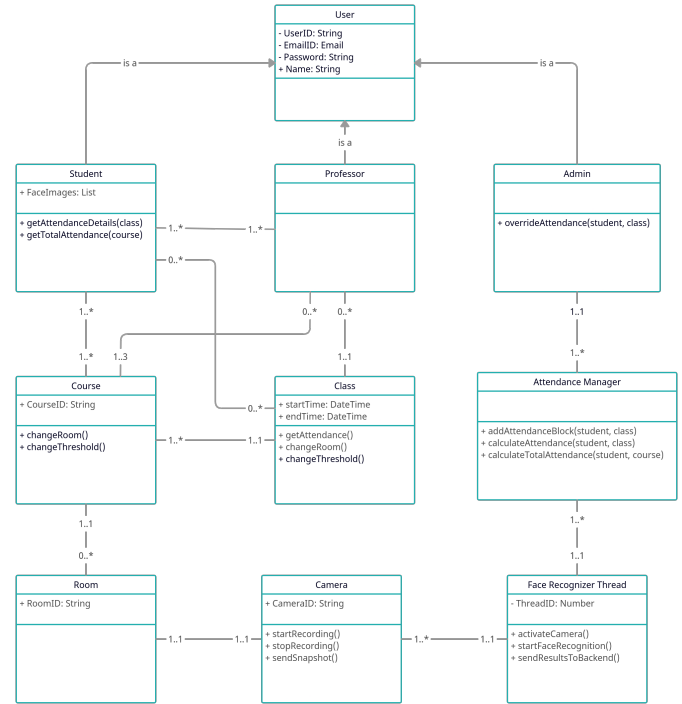 User
- UserID: String
- EmailID: Email
- Password: String
+ Name: String
is a
is a
is a
Student
+ FaceImages: List
+ getAttendanceDetails(class)
+ getTotalAttendance(course)
Professor
Admin
+ overrideAttendance(student, class)
1..*
1..*
0..*
1..*
0..*
0..*
1..1
1..*
1..3
1..1
1..*
Course
+ CourseID: String
+ changeRoom()
+ changeThreshold()
Class
+ startTime: DateTime
+ endTime: DateTime
+ getAttendance()
+ changeRoom()
+ changeThreshold()
Attendance Manager
+ addAttendanceBlock(student, class)
+ calculateAttendance(student, class)
+ calculateTotalAttendance(student, course)
0..*
1..*
1..1
1..1
0..*
1..*
1..1
Room
+ RoomID: String
Camera
+ CameraID: String
+ startRecording()
+ stopRecording()
+ sendSnapshot()
Face Recognizer Thread
- ThreadID: Number
+ activateCamera()
+ startFaceRecognition()
+ sendResultsToBackend()
1..1
1..1
1..*
1..1